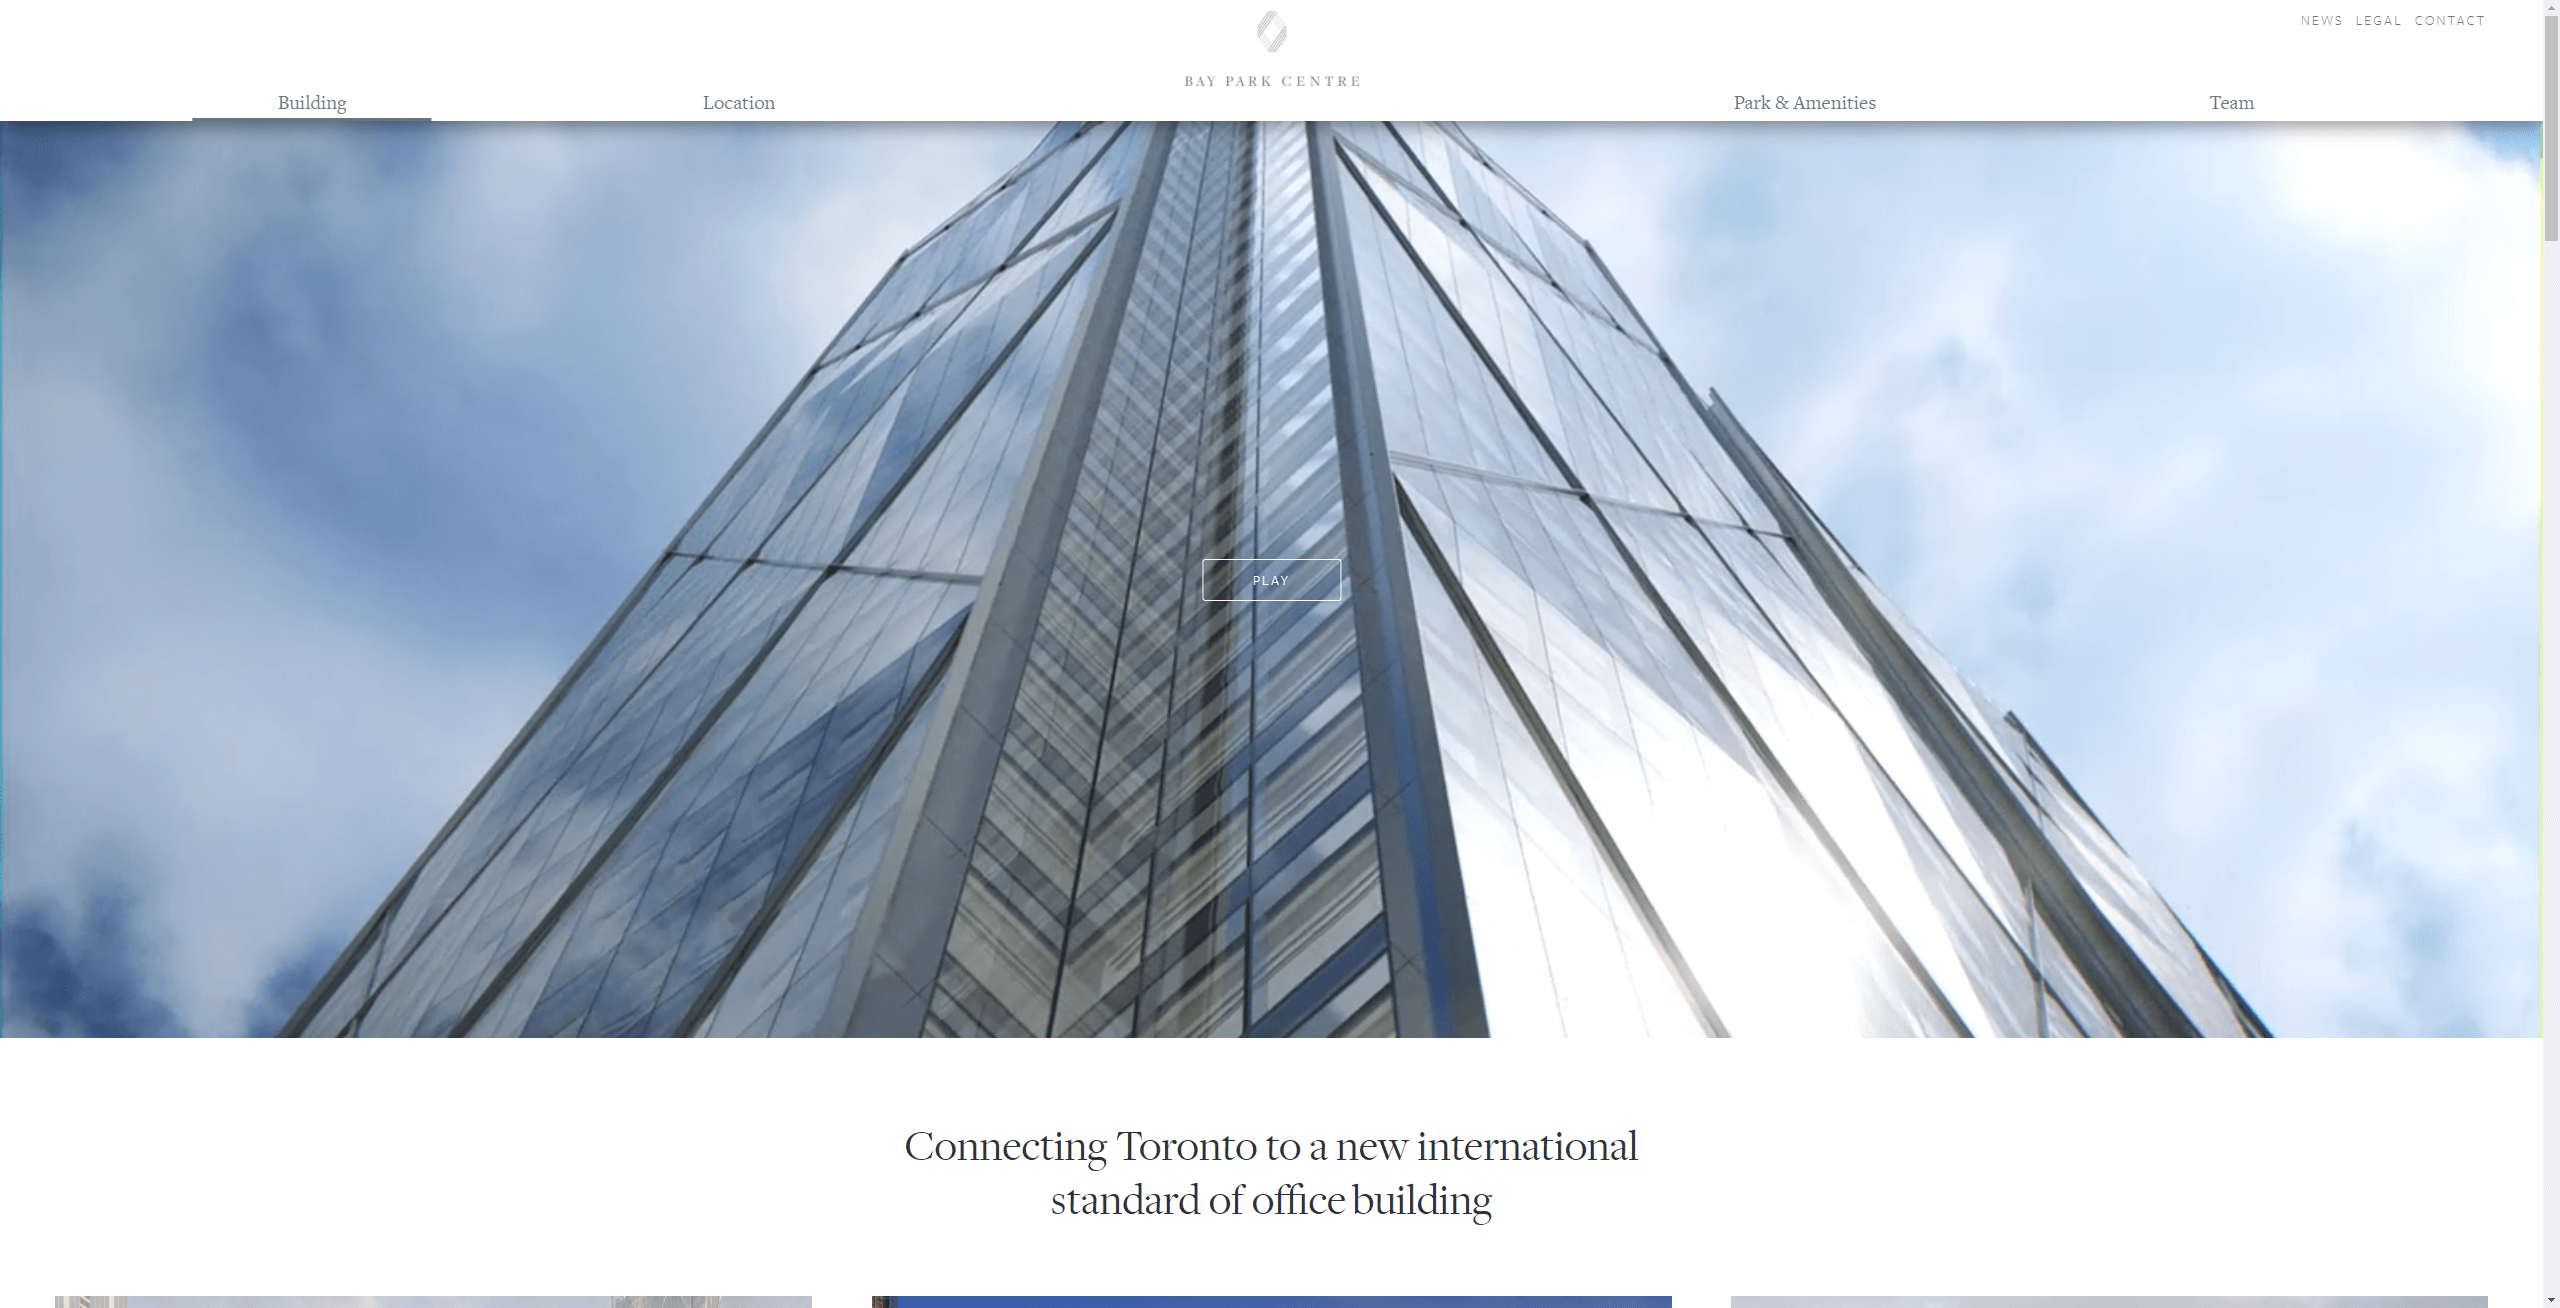 NEWS LEGAL CONTACT
BAY PARK CENTRE
Building Location Park & Amenities Team
PLAY
Connecting Toronto to a new international
standard of office building